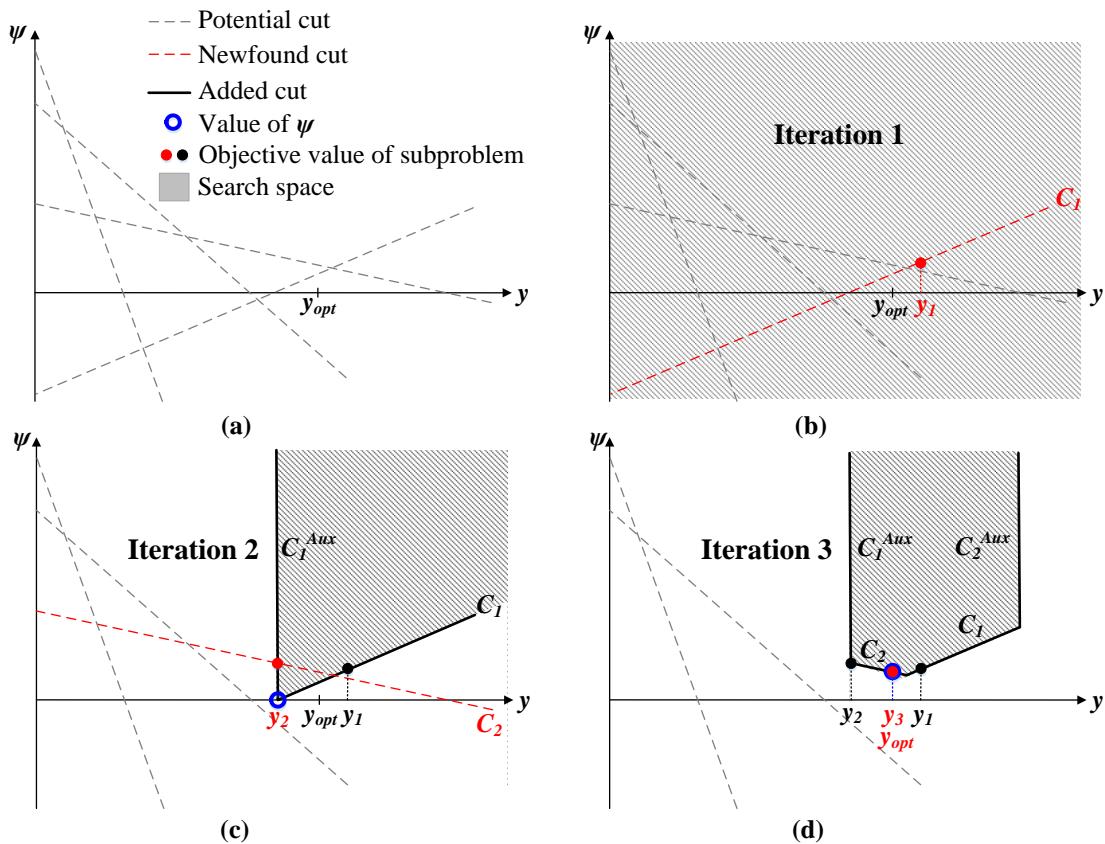 ψ
Potential cut
Newfound cut
Added cut
Value of ψ
Objective value of subproblem
Search space
y
y_opt
(a)
ψ
Iteration 1
C_1
y
y_opt y_1
(b)
ψ
Iteration 2
C_1^Aux
C_1
y
y_2 y_opt y_1
C_2
(c)
ψ
Iteration 3
C_1^Aux
C_2^Aux
C_1
C_2
y
y_2 y_3 y_1
y_opt
(d)